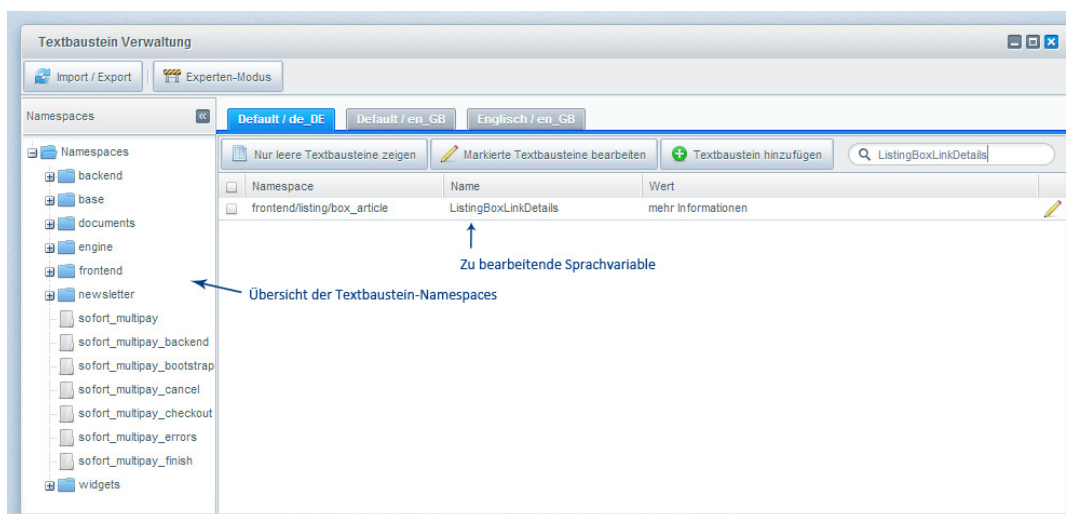 Textbaustein Verwaltung
Import / Export
Experten-Modus
Namespaces
Default / de_DE
Default / en_GB
Englisch / en_GB
Namespaces
backend
base
documents
engine
frontend
newsletter
sofort_multipay
sofort_multipay_backend
sofort_multipay_bootstrap
sofort_multipay_cancel
sofort_multipay_checkout
sofort_multipay_errors
sofort_multipay_finish
widgets
Nur leere Textbausteine zeigen
Markierte Textbausteine bearbeiten
Textbaustein hinzufügen
ListingBoxLinkDetails
Namespace Name Wert
frontend/listing/box_article ListingBoxLinkDetails mehr Informationen
Zu bearbeitende Sprachvariable
Übersicht der Textbaustein-Namespaces